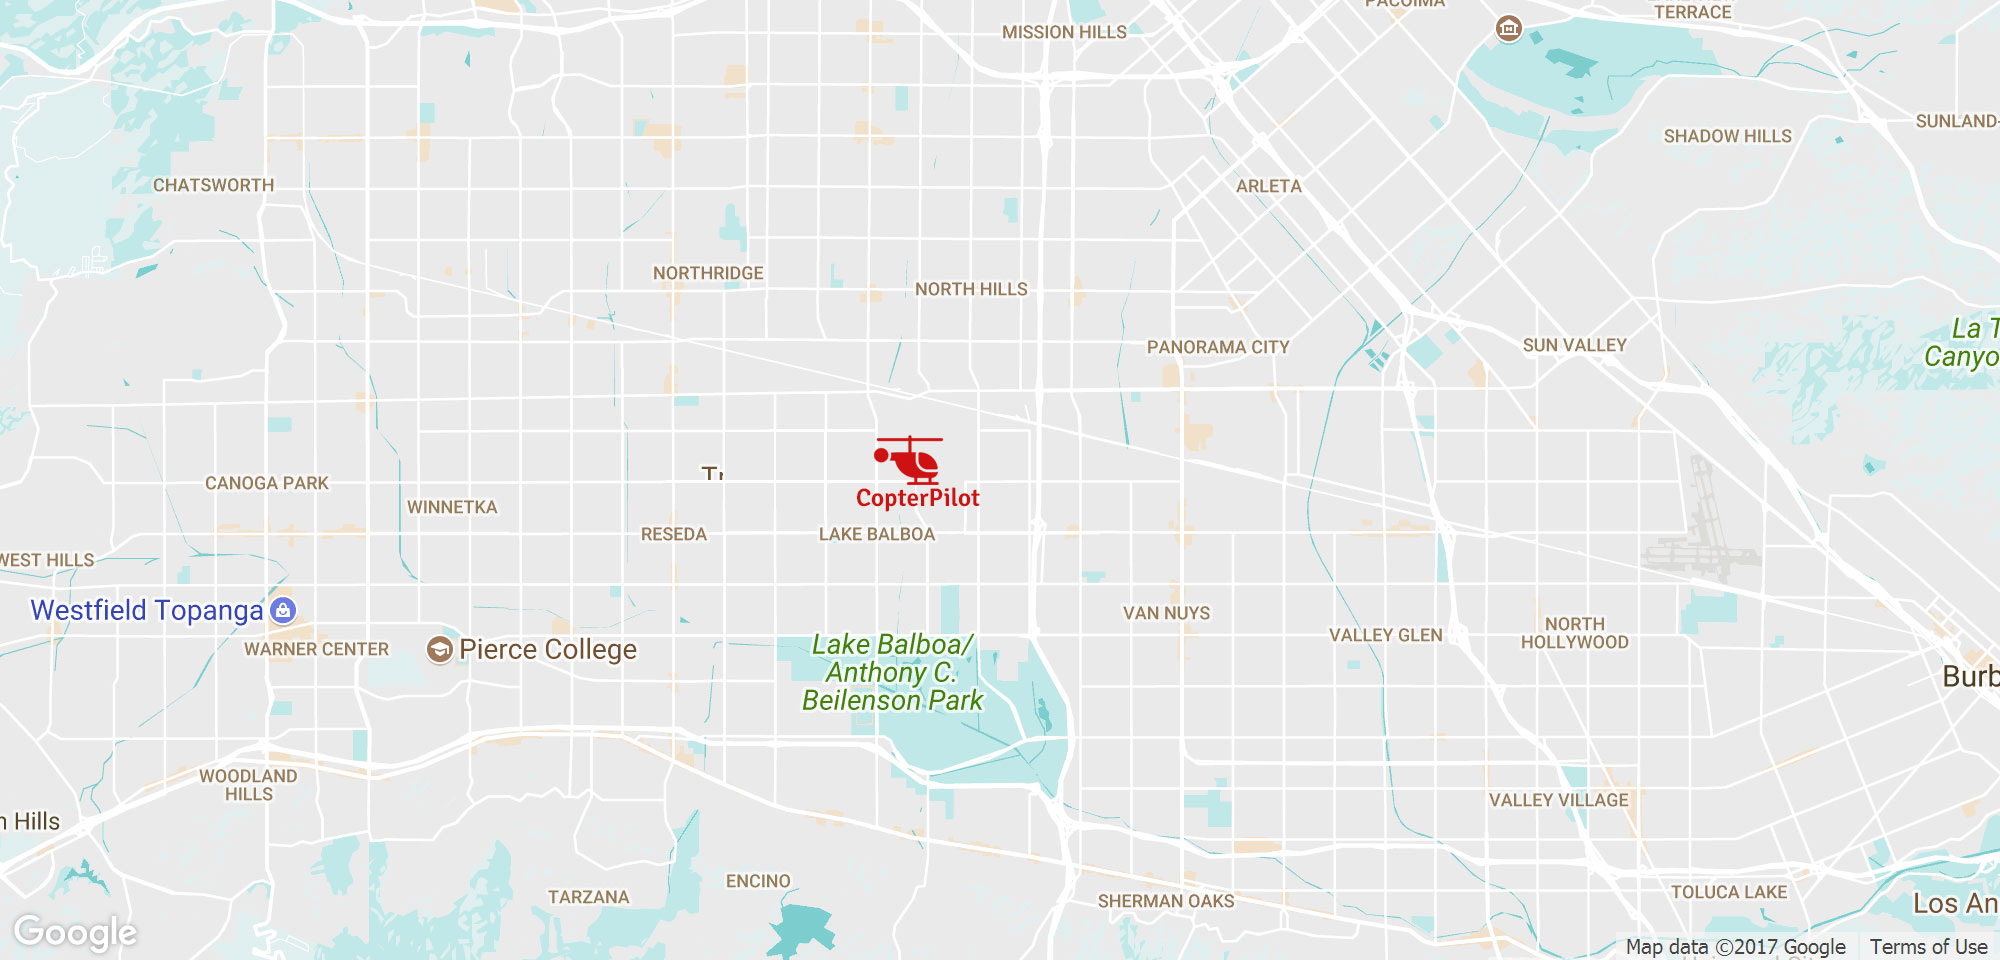 PACOIMA
TERRACE
MISSION HILLS
SUNLAND-
SHADOW HILLS
CHATSWORTH
ARLETA
NORTHRIDGE
NORTH HILLS
La T
Canyo
PANORAMA CITY
SUN VALLEY
Tr
CANOGA PARK
CopterPilot
WINNETKA
RESEDA
LAKE BALBOA
WEST HILLS
Westfield Topanga
VAN NUYS
NORTH
HOLLYWOOD
VALLEY GLEN
WARNER CENTER
Pierce College
Lake Balboa/
Anthony C.
Beilenson Park
Burb
WOODLAND
HILLS
VALLEY VILLAGE
n Hills
ENCINO
TARZANA
SHERMAN OAKS
TOLUCA LAKE
Los An
Google
Map data ©2017 Google
Terms of Use